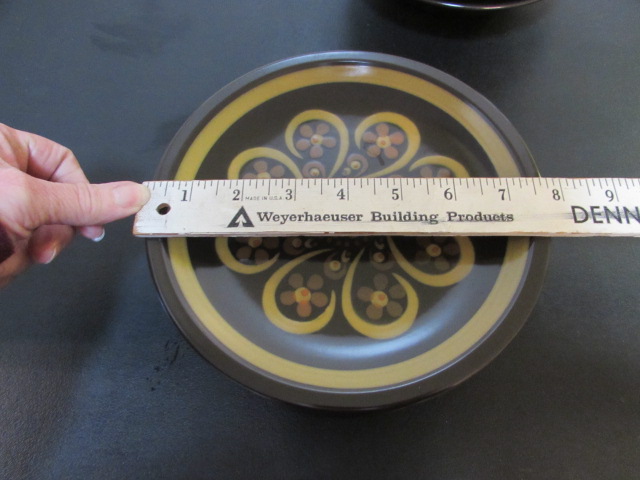 1 2 MADE IN U.S.A. 3 4 5 6 7 8 9
Weyerhaeuser Building Products DENN